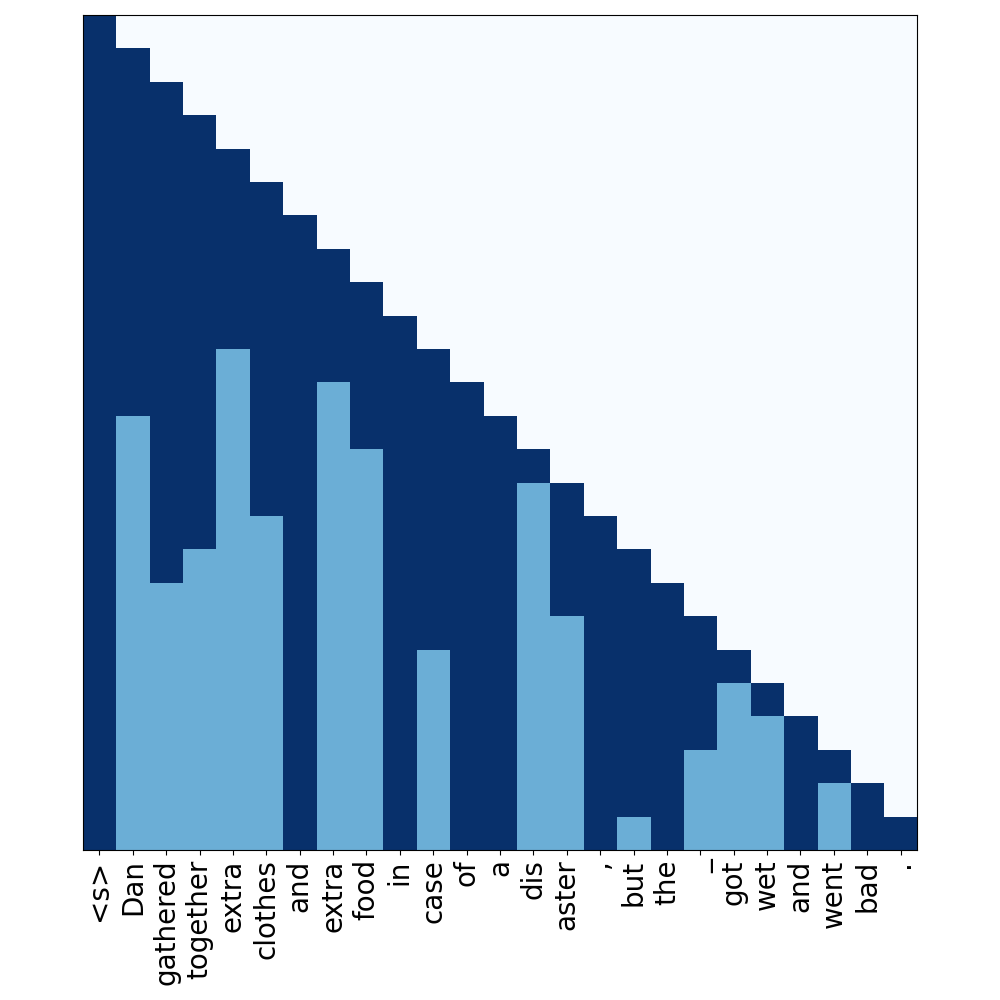 <s> Dan gathered together extra clothes and extra food in case of a dis aster , but the _ got wet and went bad .